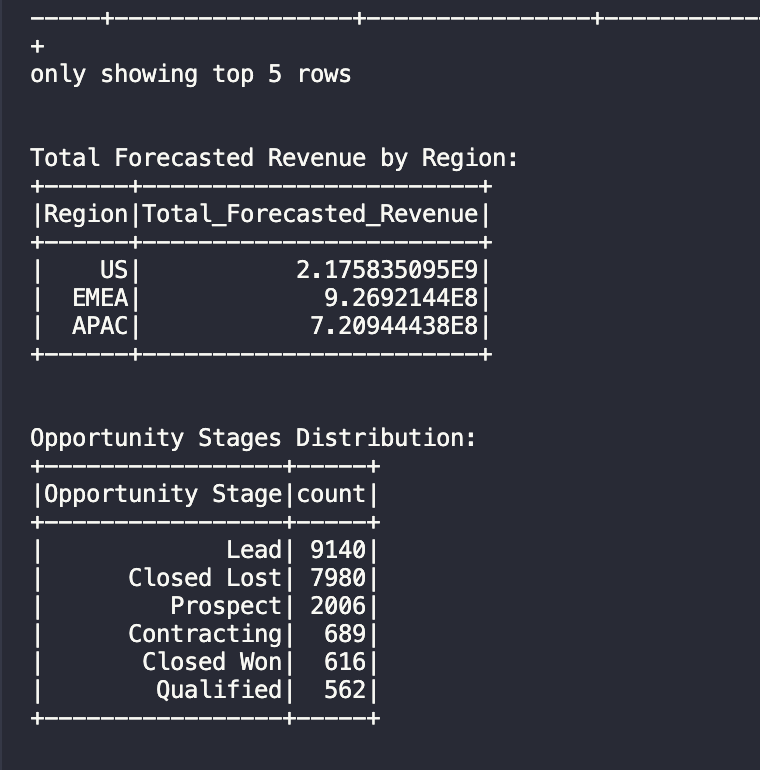 -----+-----------------+----------------+-----------
+
only showing top 5 rows
Total Forecasted Revenue by Region:
+------+------------------------+
|Region|Total_Forecasted_Revenue|
+------+------------------------+
|    US|           2.175835095E9|
|  EMEA|             9.2692144E8|
|  APAC|            7.20944438E8|
+------+------------------------+
Opportunity Stages Distribution:
+-----------------+-----+
|Opportunity Stage|count|
+-----------------+-----+
|             Lead| 9140|
|      Closed Lost| 7980|
|         Prospect| 2006|
|      Contracting|  689|
|       Closed Won|  616|
|        Qualified|  562|
+-----------------+-----+